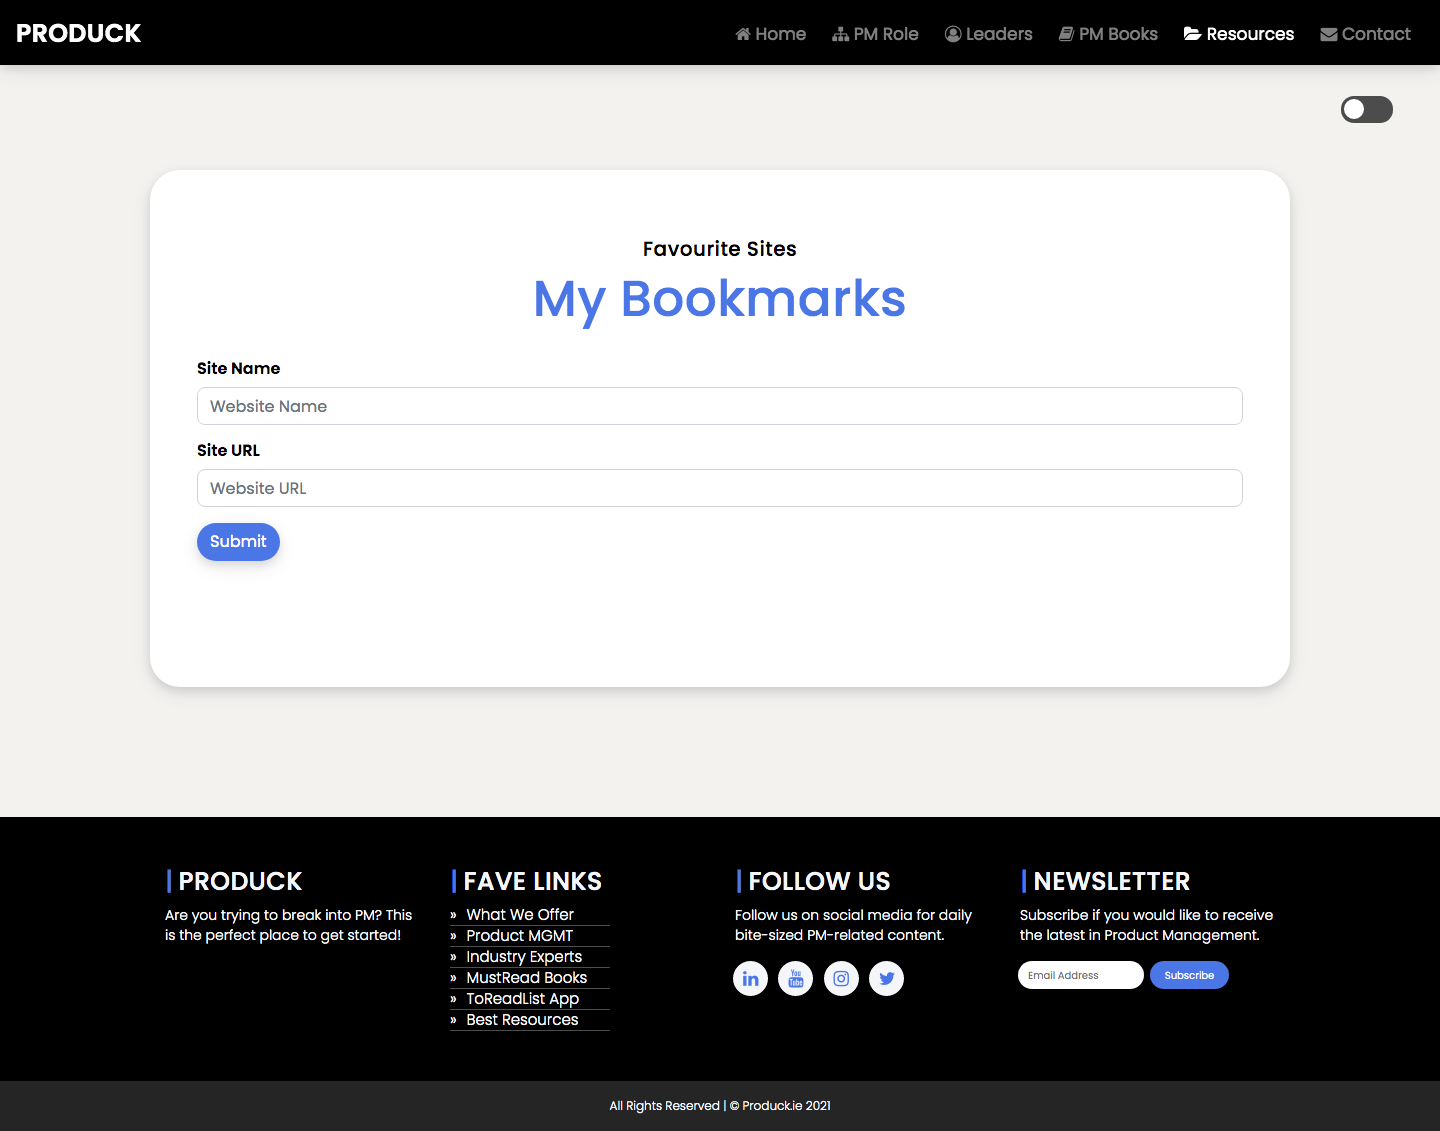 PRODUCK
Home PM Role Leaders PM Books Resources Contact
Favourite Sites
My Bookmarks
Site Name
Website Name
Site URL
Website URL
Submit
| PRODUCK
Are you trying to break into PM? This
is the perfect place to get started!
| FAVE LINKS
» What We Offer
» Product MGMT
» Industry Experts
» MustRead Books
» ToReadList App
» Best Resources
| FOLLOW US
Follow us on social media for daily
bite-sized PM-related content.
in You Tube
| NEWSLETTER
Subscribe if you would like to receive
the latest in Product Management.
Email Address Subscribe
All Rights Reserved | © Produck.ie 2021